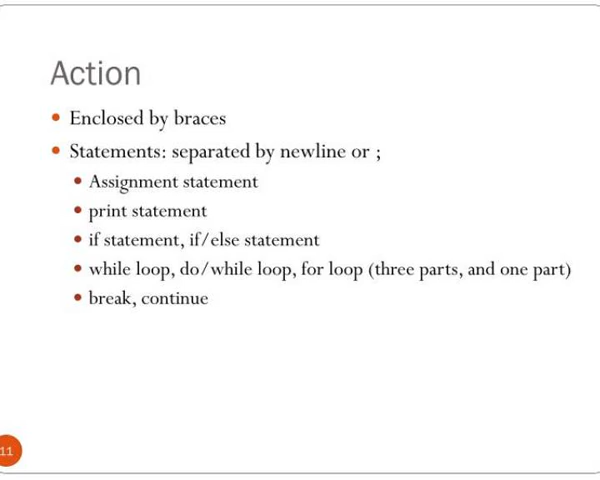 Action
• Enclosed by braces
• Statements: separated by newline or ;
• Assignment statement
• print statement
• if statement, if/else statement
• while loop, do/while loop, for loop (three parts, and one part)
• break, continue
11